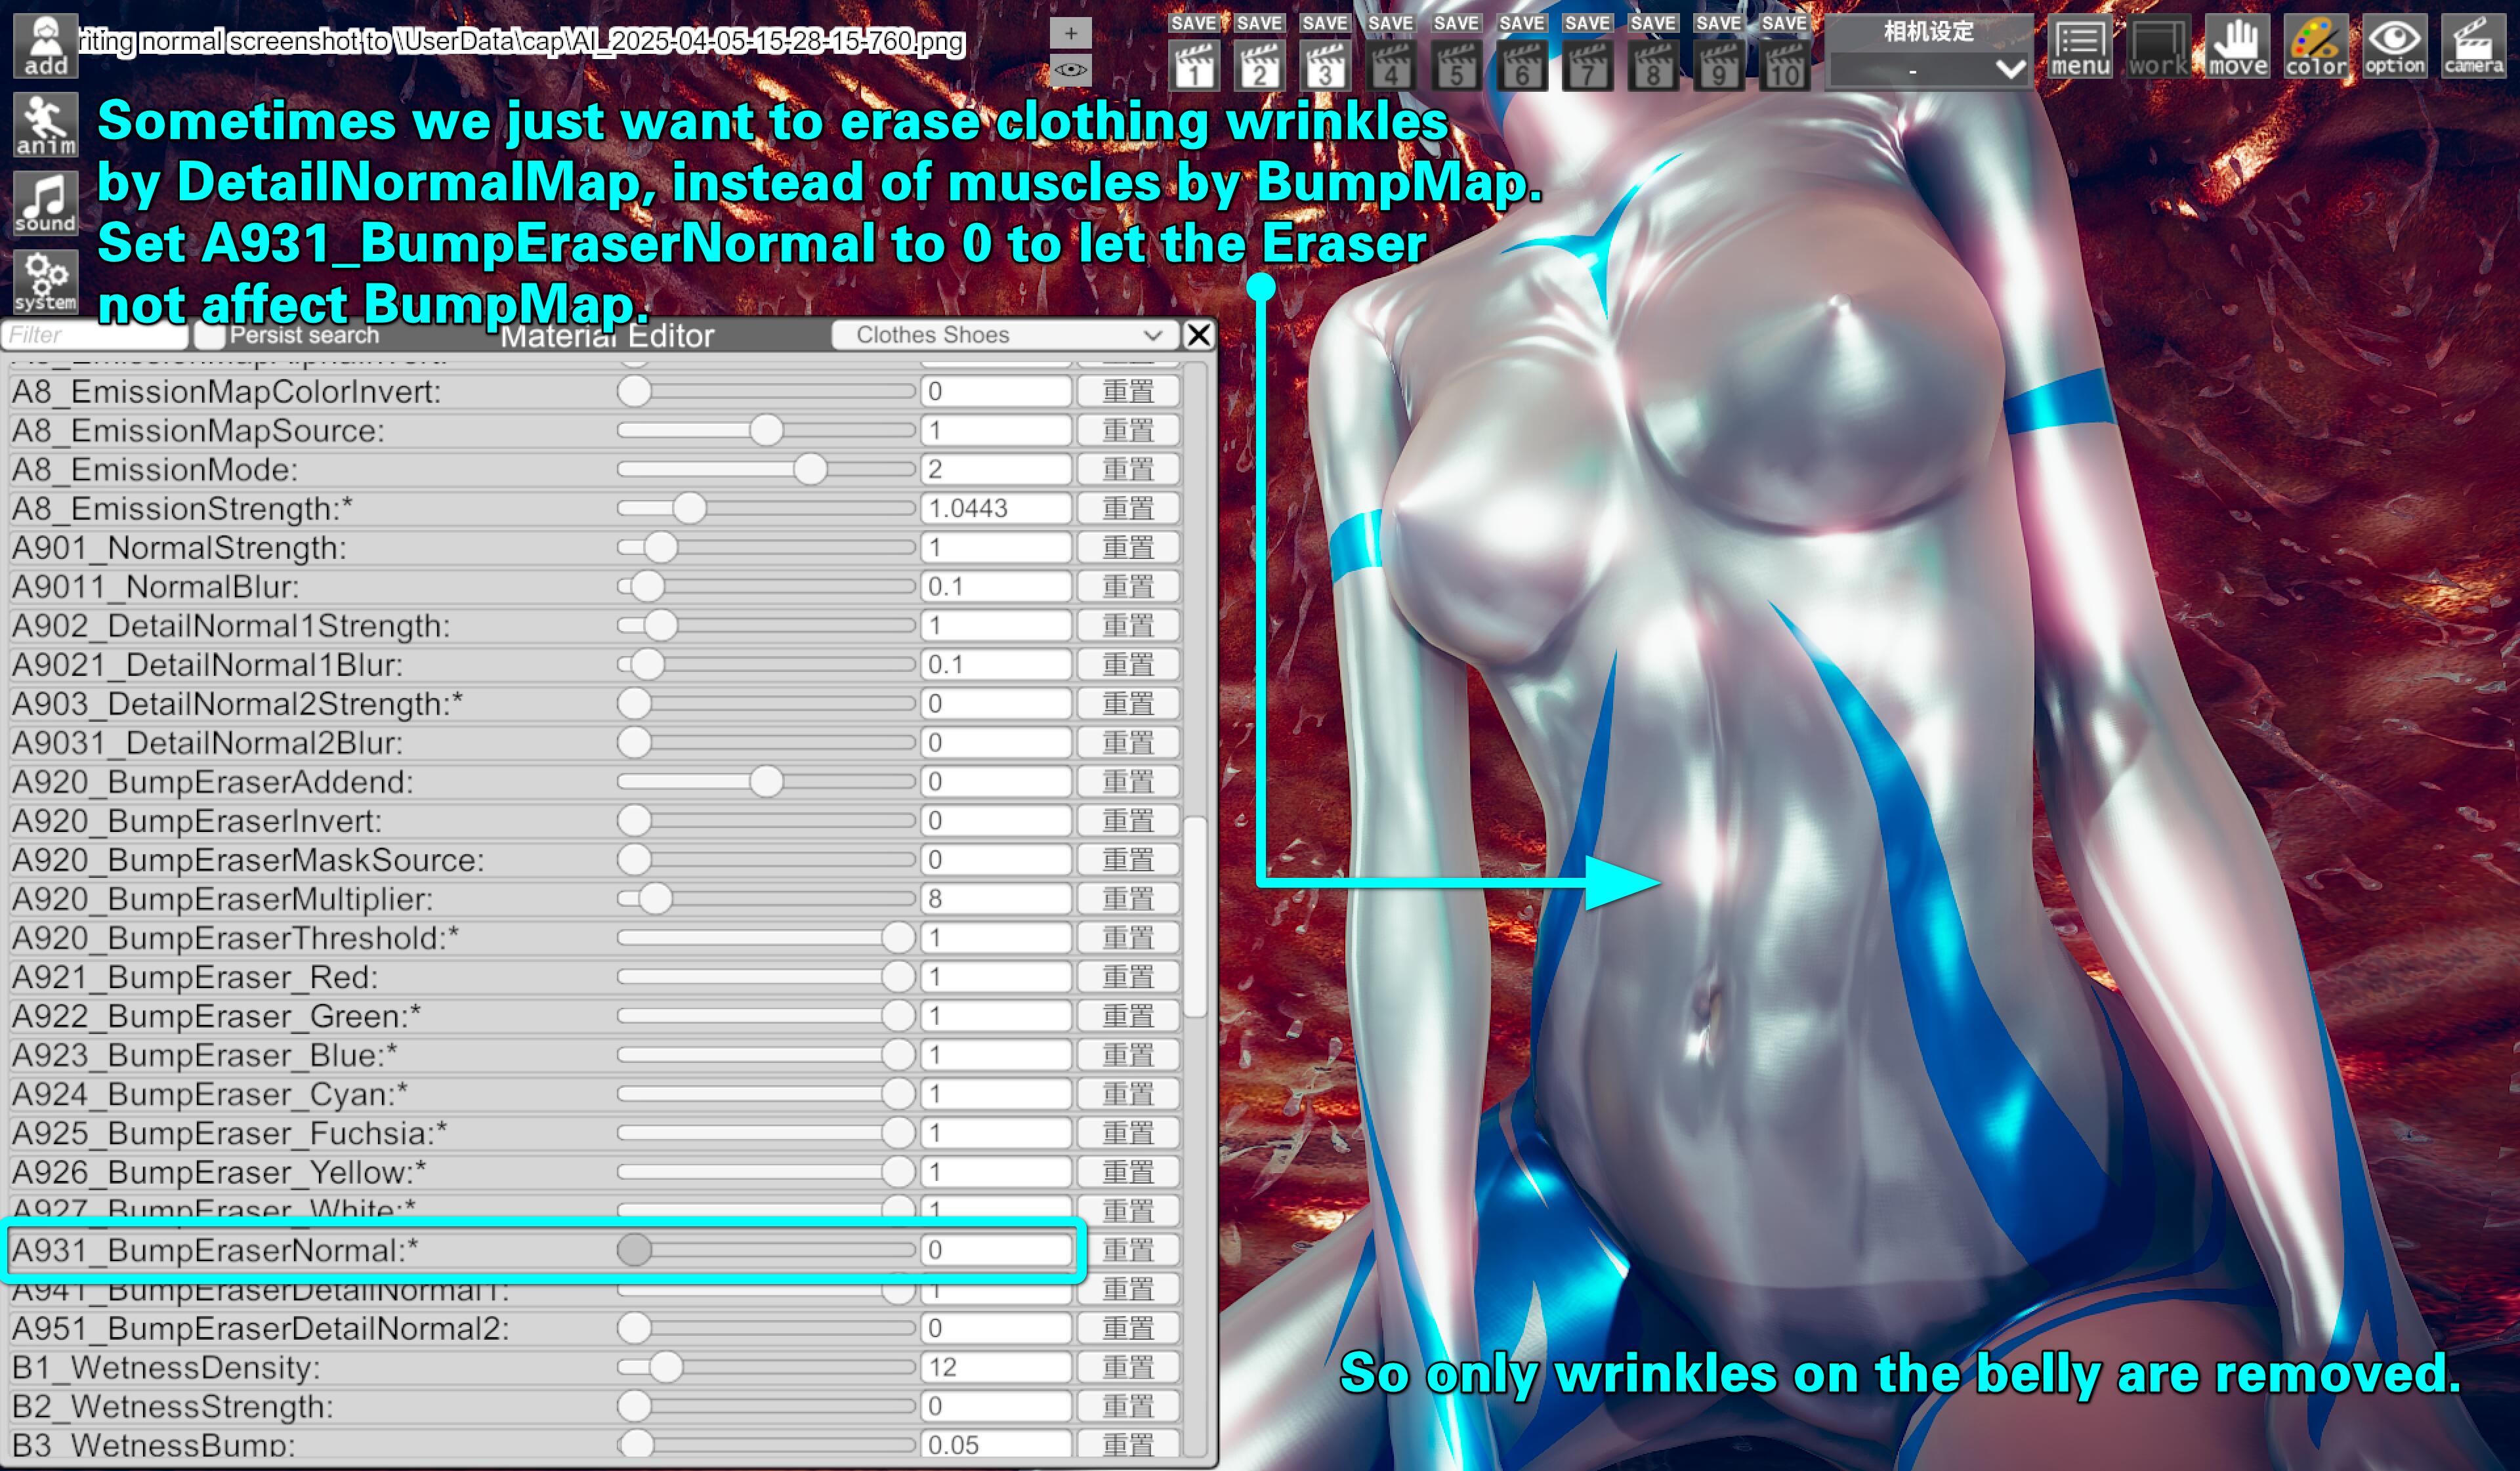 riting normal screenshot to \UserData\cap\AI_2025-04-05-15-28-15-760.png
+
SAVE SAVE SAVE SAVE SAVE SAVE SAVE SAVE SAVE SAVE
1 2 3 4 5 6 7 8 9 10
相机设定
-
menu work move color option camera
add
anim
sound
system
Sometimes we just want to erase clothing wrinkles
by DetailNormalMap, instead of muscles by BumpMap.
Set A931_BumpEraserNormal to 0 to let the Eraser
not affect BumpMap.
Filter Persist search Material Editor Clothes Shoes X
A8_EmissionMapColorInvert: 0 重置
A8_EmissionMapSource: 1 重置
A8_EmissionMode: 2 重置
A8_EmissionStrength:* 1.0443 重置
A901_NormalStrength: 1 重置
A9011_NormalBlur: 0.1 重置
A902_DetailNormal1Strength: 1 重置
A9021_DetailNormal1Blur: 0.1 重置
A903_DetailNormal2Strength:* 0 重置
A9031_DetailNormal2Blur: 0 重置
A920_BumpEraserAddend: 0 重置
A920_BumpEraserInvert: 0 重置
A920_BumpEraserMaskSource: 0 重置
A920_BumpEraserMultiplier: 8 重置
A920_BumpEraserThreshold:* 1 重置
A921_BumpEraser_Red: 1 重置
A922_BumpEraser_Green:* 1 重置
A923_BumpEraser_Blue:* 1 重置
A924_BumpEraser_Cyan:* 1 重置
A925_BumpEraser_Fuchsia:* 1 重置
A926_BumpEraser_Yellow:* 1 重置
A927_BumpEraser_White:* 1 重置
A931_BumpEraserNormal:* 0 重置
A941_BumpEraserDetailNormal1: 1 重置
A951_BumpEraserDetailNormal2: 0 重置
B1_WetnessDensity: 12 重置
B2_WetnessStrength: 0 重置
B3_WetnessBump: 0.05 重置
So only wrinkles on the belly are removed.